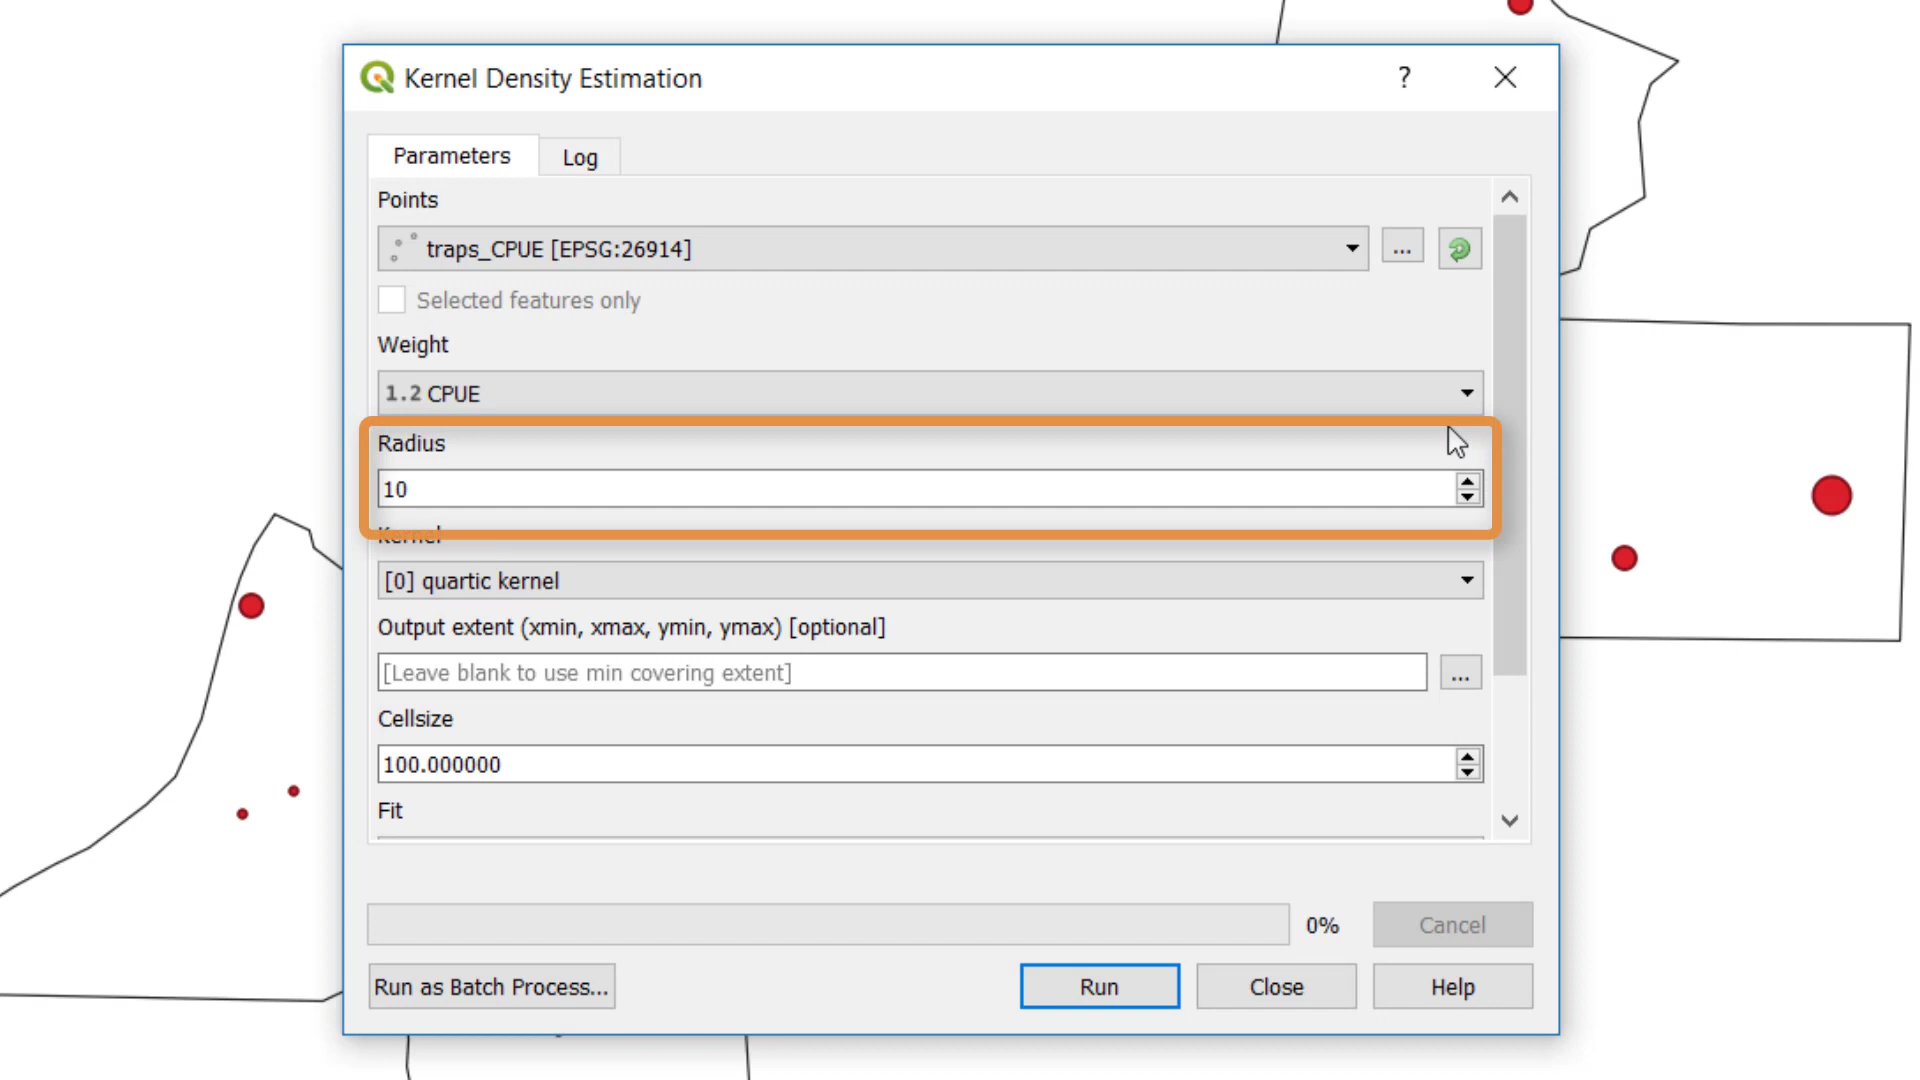 Kernel Density Estimation
?
Parameters
Log
Points
traps_CPUE [EPSG:26914]
...
Selected features only
Weight
1.2 CPUE
Radius
10
Kernel
[0] quartic kernel
Output extent (xmin, xmax, ymin, ymax) [optional]
[Leave blank to use min covering extent]
...
Cellsize
100.000000
Fit
0%
Cancel
Run as Batch Process...
Run
Close
Help